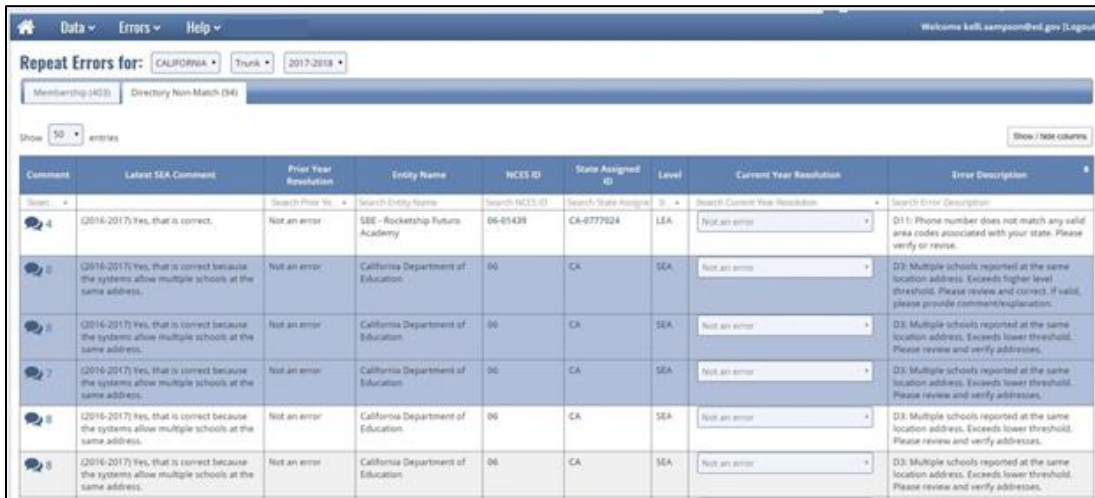 Data Errors Help
Welcome kelli.sampson@ed.gov [Logout
Repeat Errors for: CALIFORNIA Trunk 2017-2018
Membership (403) Directory Non-Match (94)
Show 50 entries
Show / hide columns
Comment Latest SEA Comment Prior Year Resolution Entity Name NCES ID State Assigned ID Level Current Year Resolution Error Description
Search Prior Ye Search Entity Name Search NCES ID Search State Assigne Search Current Year Resolution Search Error Description
4 (2016-2017) Yes, that is correct. Not an error SBE - Rocketship Futuro Academy 06-01439 CA-0777024 LEA Not an error D11: Phone number does not match any valid area codes associated with your state. Please verify or revise.
8 (2016-2017) Yes, that is correct because the systems allow multiple schools at the same address. Not an error California Department of Education 06 CA SEA Not an error D3: Multiple schools reported at the same location address. Exceeds higher level threshold. Please review and correct. If valid, please provide comment/explanation.
8 (2016-2017) Yes, that is correct because the systems allow multiple schools at the same address. Not an error California Department of Education 06 CA SEA Not an error D3: Multiple schools reported at the same location address. Exceeds lower threshold. Please review and verify addresses.
7 (2016-2017) Yes, that is correct because the systems allow multiple schools at the same address. Not an error California Department of Education 06 CA SEA Not an error D3: Multiple schools reported at the same location address. Exceeds lower threshold. Please review and verify addresses.
8 (2016-2017) Yes, that is correct because the systems allow multiple schools at the same address. Not an error California Department of Education 06 CA SEA Not an error D3: Multiple schools reported at the same location address. Exceeds lower threshold. Please review and verify addresses.
8 (2016-2017) Yes, that is correct because the systems allow multiple schools at the same address. Not an error California Department of Education 06 CA SEA Not an error D3: Multiple schools reported at the same location address. Exceeds lower threshold. Please review and verify addresses.